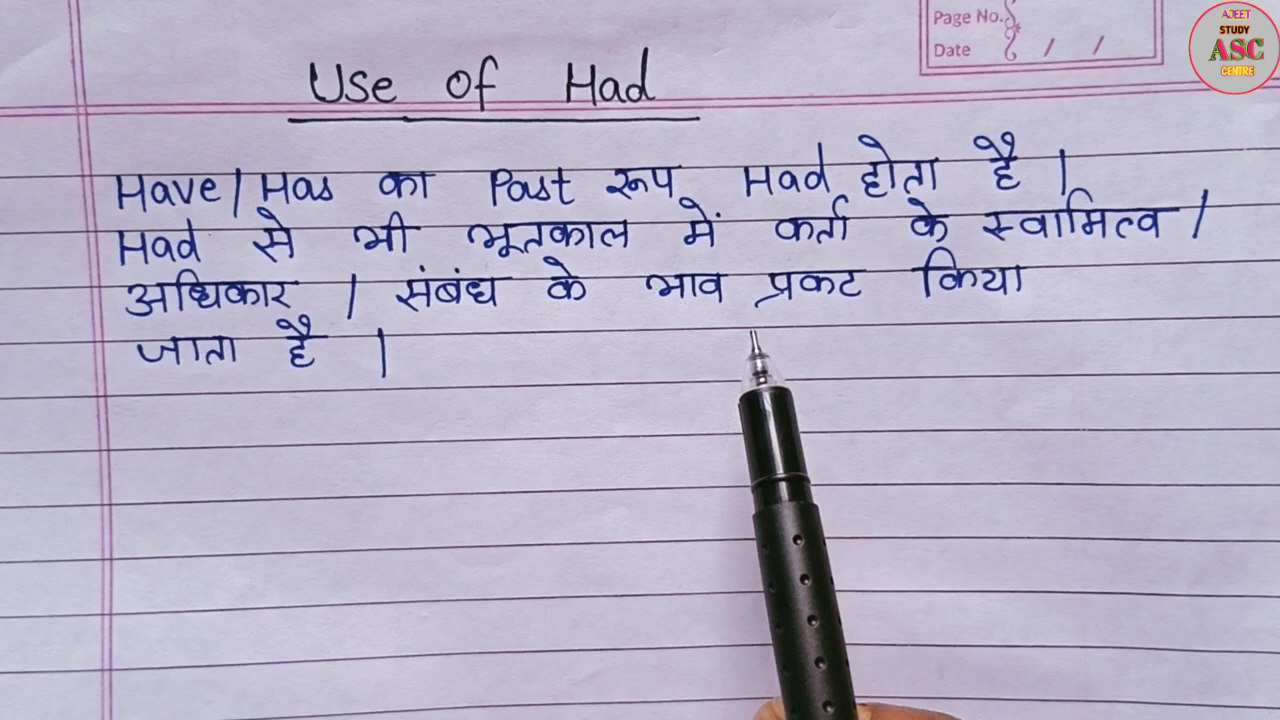 Page No.
Date / /
AJEET
STUDY
ASC
CENTRE
Use of Had
Have/Has का Past रूप Had होता है।
Had से भी भूतकाल में कर्ता के स्वामित्व /
अधिकार / संबंध के भाव प्रकट किया
जाता है ।